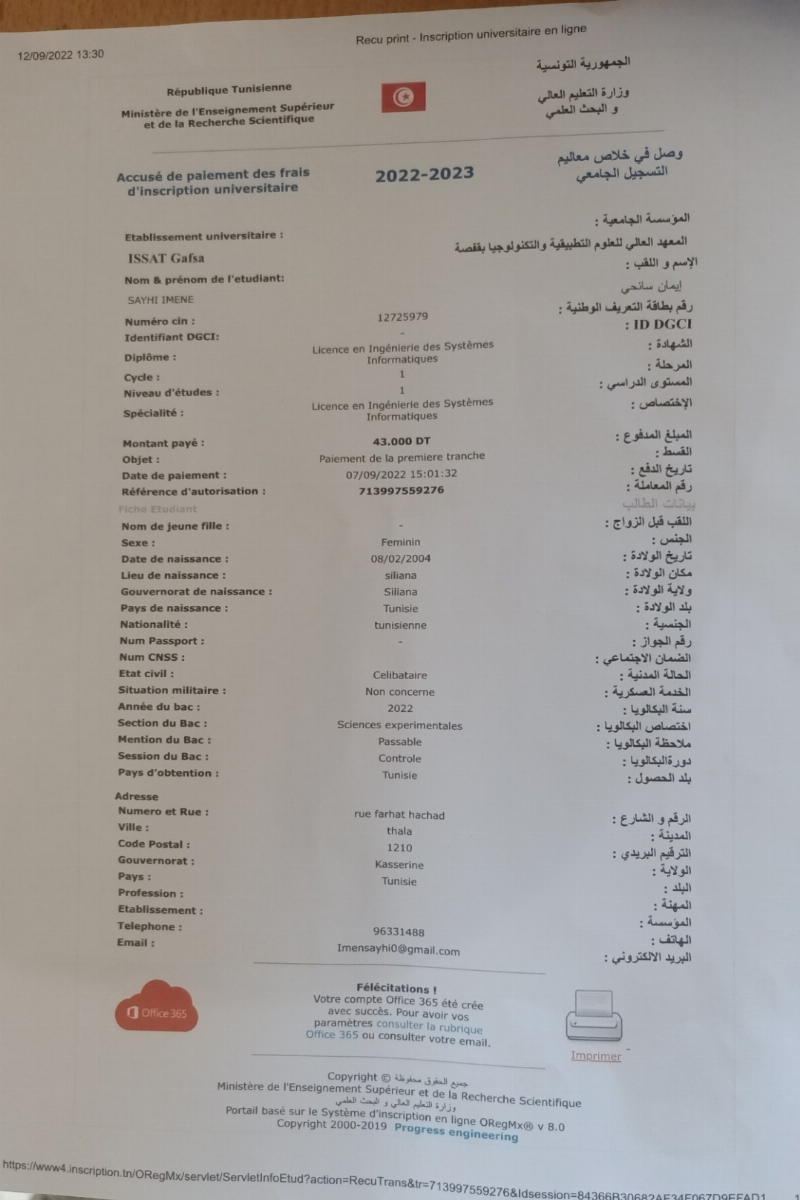 12/09/2022 13:30
Recu print - Inscription universitaire en ligne
République Tunisienne
الجمهورية التونسية
Ministère de l'Enseignement Supérieur
et de la Recherche Scientifique
وزارة التعليم العالي
و البحث العلمي
Accusé de paiement des frais
d'inscription universitaire
2022-2023
وصل في خلاص معاليم
التسجيل الجامعي
Etablissement universitaire :
المؤسسة الجامعية :
ISSAT Gafsa
المعهد العالي للعلوم التطبيقية والتكنولوجيا بقفصة
Nom & prénom de l'etudiant:
الإسم و اللقب :
SAYHI IMENE
إيمان سائحي
Numéro cin : 12725979 رقم بطاقة التعريف الوطنية :
Identifiant DGCI: - ID DGCI :
Diplôme : Licence en Ingénierie des Systèmes
Informatiques الشهادة :
Cycle : 1 المرحلة :
Niveau d'études : 1 المستوى الدراسي :
Spécialité : Licence en Ingénierie des Systèmes
Informatiques الإختصاص :
Montant payé : 43.000 DT المبلغ المدفوع :
Objet : Paiement de la premiere tranche القسط :
Date de paiement : 07/09/2022 15:01:32 تاريخ الدفع :
Référence d'autorisation : 713997559276 رقم المعاملة :
Fiche Etudiant بيانات الطالب
Nom de jeune fille : - اللقب قبل الزواج :
Sexe : Feminin الجنس :
Date de naissance : 08/02/2004 تاريخ الولادة :
Lieu de naissance : siliana مكان الولادة :
Gouvernorat de naissance : Siliana ولاية الولادة :
Pays de naissance : Tunisie بلد الولادة :
Nationalité : tunisienne الجنسية :
Num Passport : - رقم الجواز :
Num CNSS : الضمان الاجتماعي :
Etat civil : Celibataire الحالة المدنية :
Situation militaire : Non concerne الخدمة العسكرية :
Année du bac : 2022 سنة البكالويا :
Section du Bac : Sciences experimentales اختصاص البكالويا :
Mention du Bac : Passable ملاحظة البكالويا :
Session du Bac : Controle دورةالبكالويا :
Pays d'obtention : Tunisie بلد الحصول :
Adresse
Numero et Rue : rue farhat hachad الرقم و الشارع :
Ville : thala المدينة :
Code Postal : 1210 الترقيم البريدي :
Gouvernorat : Kasserine الولاية :
Pays : Tunisie البلد :
Profession : المهنة :
Etablissement : المؤسسة :
Telephone : 96331488 الهاتف :
Email : Imensayhi0@gmail.com البريد الالكتروني :
Office 365
Félécitations !
Votre compte Office 365 été crée
avec succès. Pour avoir vos
paramètres consulter la rubrique
Office 365 ou consulter votre email.
Imprimer
Copyright © جميع الحقوق محفوظة
Ministère de l'Enseignement Supérieur et de la Recherche Scientifique
وزارة التعليم العالي و البحث العلمي
Portail basé sur le Système d'inscription en ligne ORegMx® v 8.0
Copyright 2000-2019 Progress engineering
https://www4.inscription.tn/ORegMx/servlet/ServletInfoEtud?action=RecuTrans&tr=713997559276&Idsession=